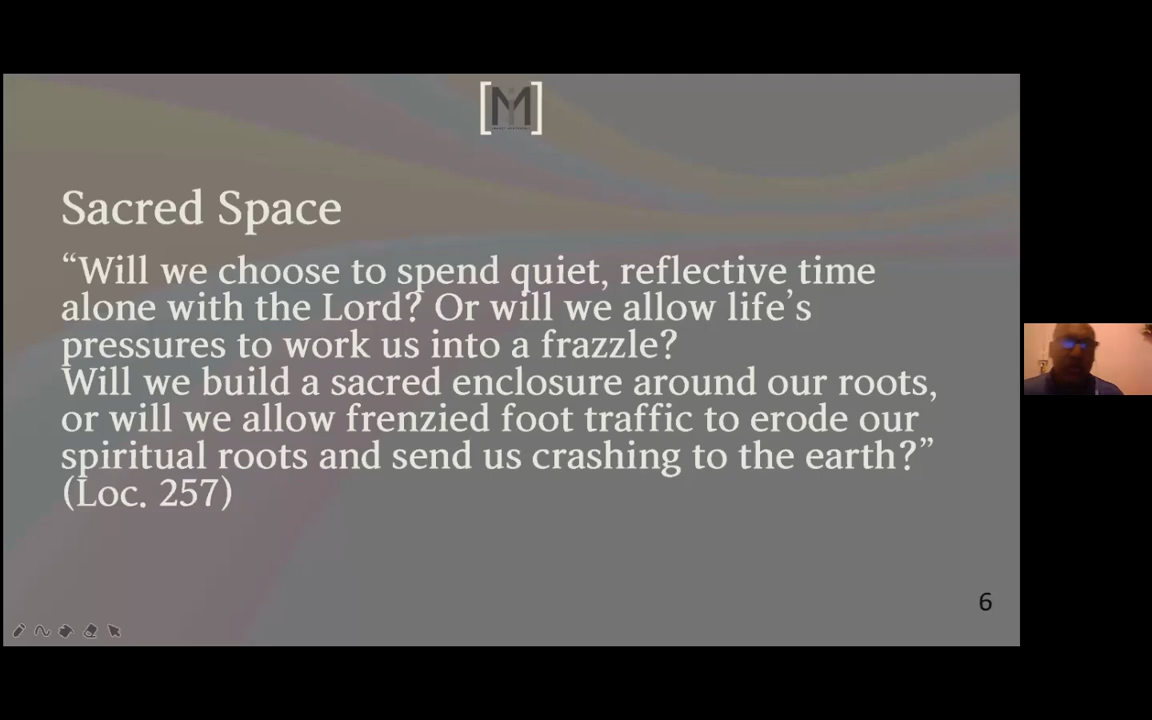 [M]
Sacred Space
“Will we choose to spend quiet, reflective time
alone with the Lord? Or will we allow life’s
pressures to work us into a frazzle?
Will we build a sacred enclosure around our roots,
or will we allow frenzied foot traffic to erode our
spiritual roots and send us crashing to the earth?”
(Loc. 257)
6